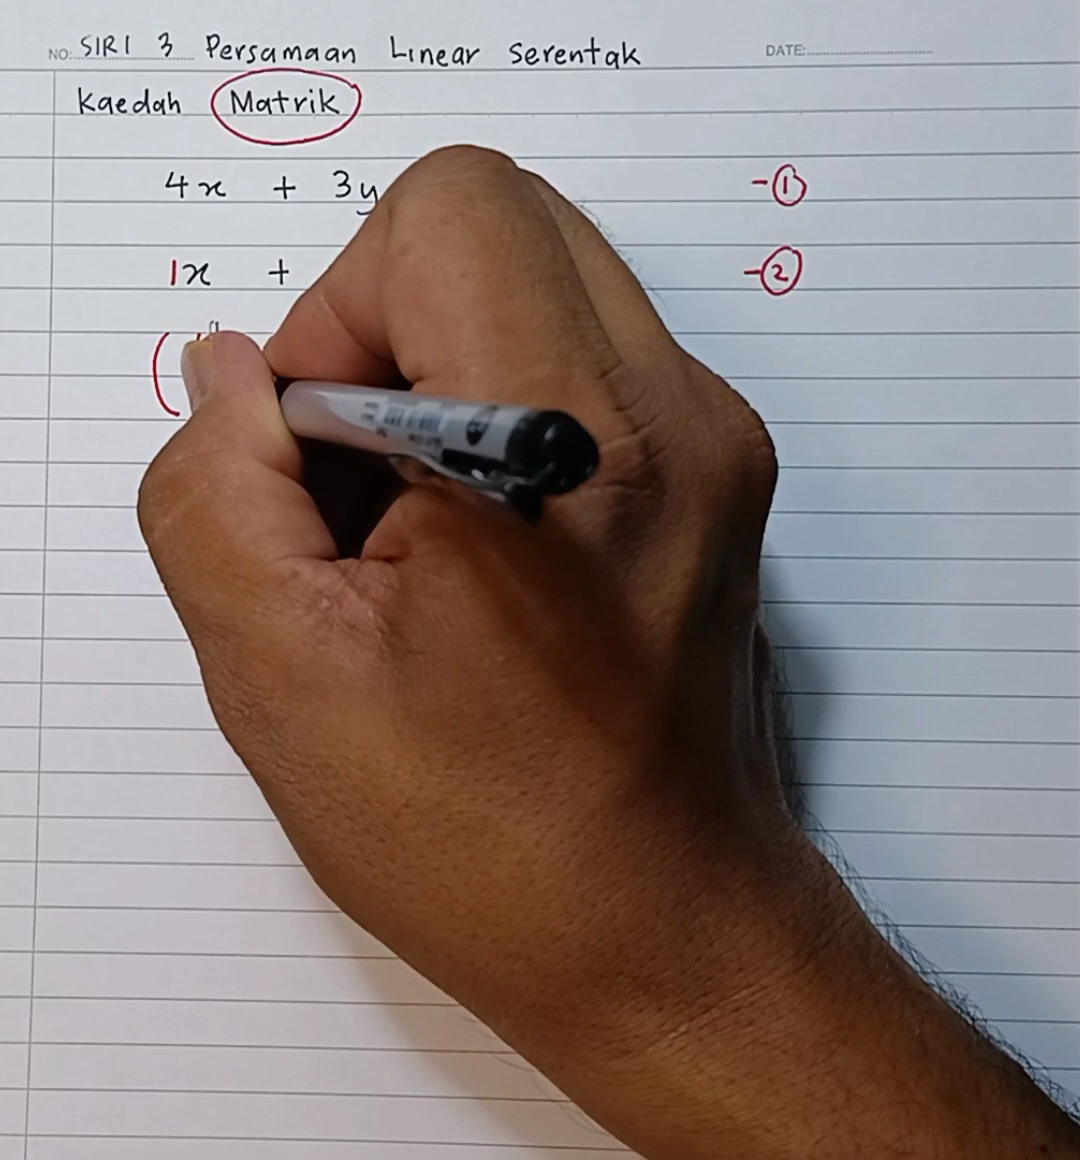 NO: SIRI 3 Persamaan Linear Serentak DATE:
Kaedah Matrik
4x + 3y -①
1x + -②
(